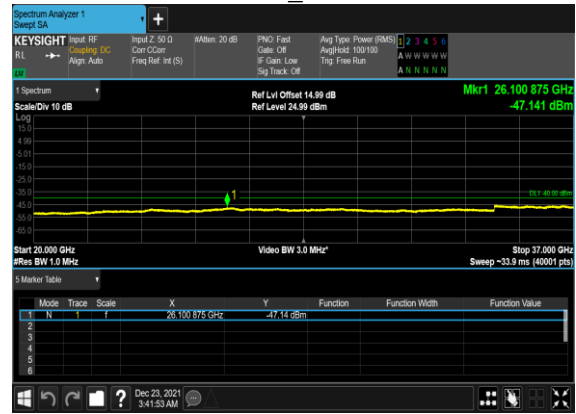 Spectrum Analyzer 1
Swept SA
+
KEYSIGHT Input: RF Input Z: 50 Ω #Atten: 20 dB PNO: Fast Avg Type: Power (RMS) 1 2 3 4 5 6
RL Coupling: DC Corr CCorr Gate: Off Avg|Hold: 100/100 A W W W W W
Align: Auto Freq Ref: Int (S) IF Gain: Low Trig: Free Run
Sig Track: Off A N N N N N
1 Spectrum Ref Lvl Offset 14.99 dB Mkr1 26.100 875 GHz
Scale/Div 10 dB Ref Level 24.99 dBm -47.141 dBm
Log
15.0
4.99
-5.01
-15.0
-25.0
-35.0 DL1 -40.00 dBm
1
-45.0
-55.0
-65.0
Start 20.000 GHz Video BW 3.0 MHz* Stop 37.000 GHz
#Res BW 1.0 MHz Sweep ~33.9 ms (40001 pts)
5 Marker Table
Mode Trace Scale X Y Function Function Width Function Value
1 N 1 f 26.100 875 GHz -47.14 dBm
2
3
4
5
6
? Dec 23, 2021
3:41:53 AM